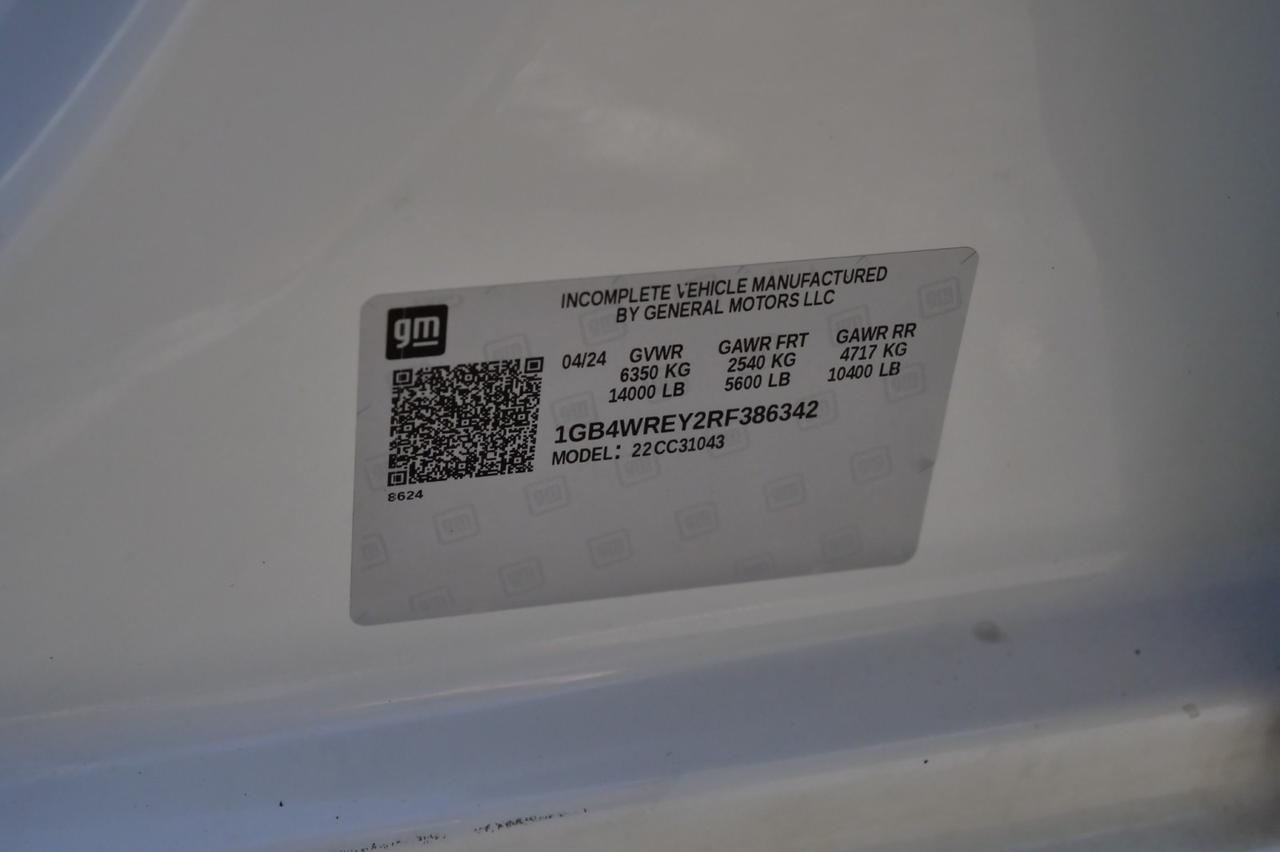 gm
INCOMPLETE VEHICLE MANUFACTURED
BY GENERAL MOTORS LLC
04/24 GVWR GAWR FRT GAWR RR
6350 KG 2540 KG 4717 KG
14000 LB 5600 LB 10400 LB
1GB4WREY2RF386342
MODEL: 22CC31043
8624